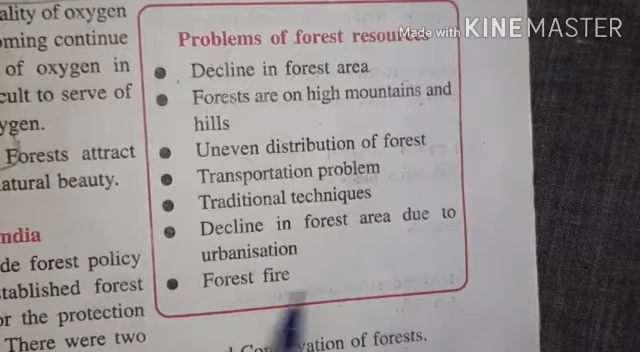 ality of oxygen
oming continue
of oxygen in
cult to serve of
ygen.
Forests attract
atural beauty.
ndia
de forest policy
tablished forest
or the protection
There were two
Problems of forest resources
Decline in forest area
Forests are on high mountains and
hills
Uneven distribution of forest
Transportation problem
Traditional techniques
Decline in forest area due to
urbanisation
Forest fire
vation of forests.
Made with KINEMASTER